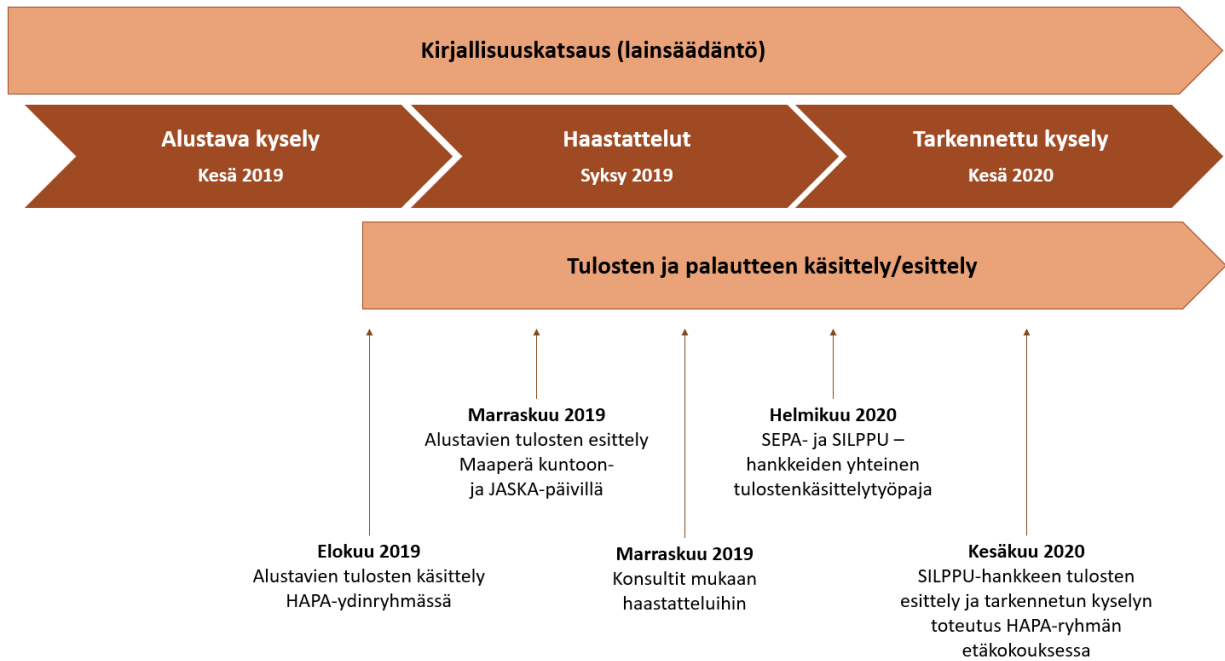 Kirjallisuuskatsaus (lainsäädäntö)
Alustava kysely
Kesä 2019
Haastattelut
Syksy 2019
Tarkennettu kysely
Kesä 2020
Tulosten ja palautteen käsittely/esittely
Marraskuu 2019
Alustavien tulosten esittely
Maaperä kuntoon-
ja JASKA-päivillä
Helmikuu 2020
SEPA- ja SILPPU –
hankkeiden yhteinen
tulostenkäsittelytyöpaja
Elokuu 2019
Alustavien tulosten käsittely
HAPA-ydinryhmässä
Marraskuu 2019
Konsultit mukaan
haastatteluihin
Kesäkuu 2020
SILPPU-hankkeen tulosten
esittely ja tarkennetun kyselyn
toteutus HAPA-ryhmän
etäkokouksessa